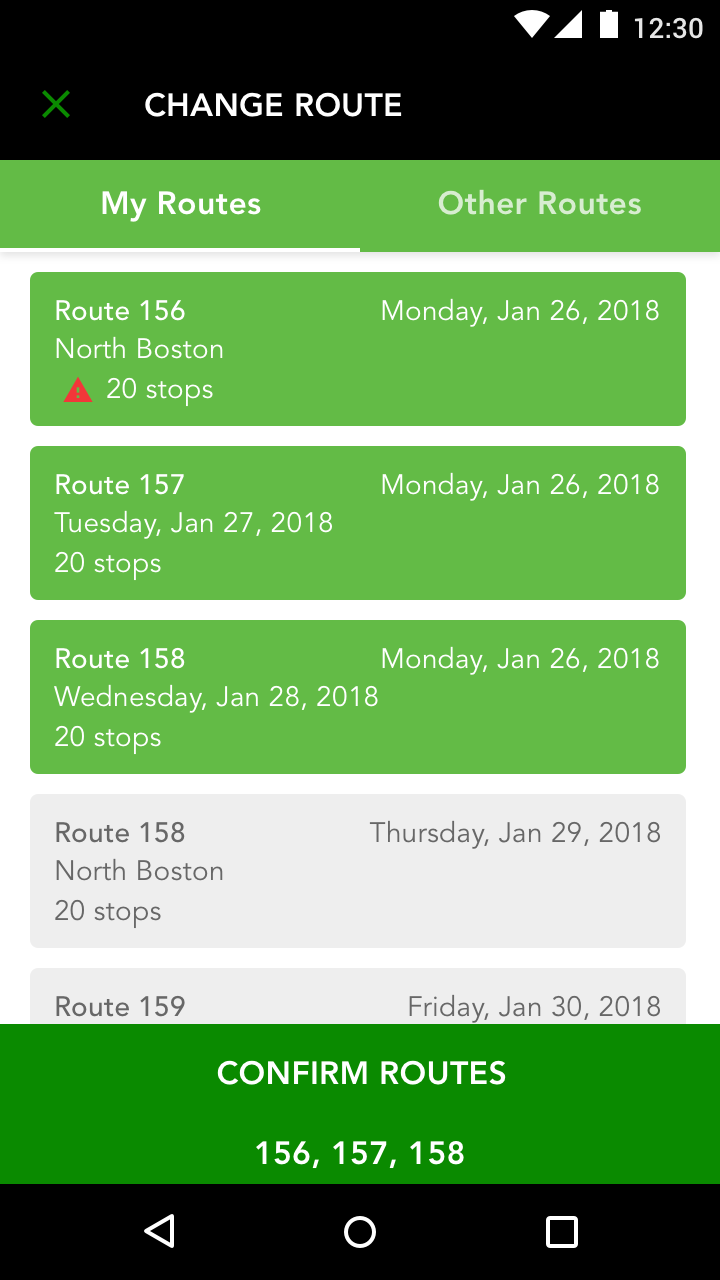 12:30
CHANGE ROUTE
My Routes Other Routes
Route 156 Monday, Jan 26, 2018
North Boston
20 stops
Route 157 Monday, Jan 26, 2018
Tuesday, Jan 27, 2018
20 stops
Route 158 Monday, Jan 26, 2018
Wednesday, Jan 28, 2018
20 stops
Route 158 Thursday, Jan 29, 2018
North Boston
20 stops
Route 159 Friday, Jan 30, 2018
CONFIRM ROUTES
156, 157, 158